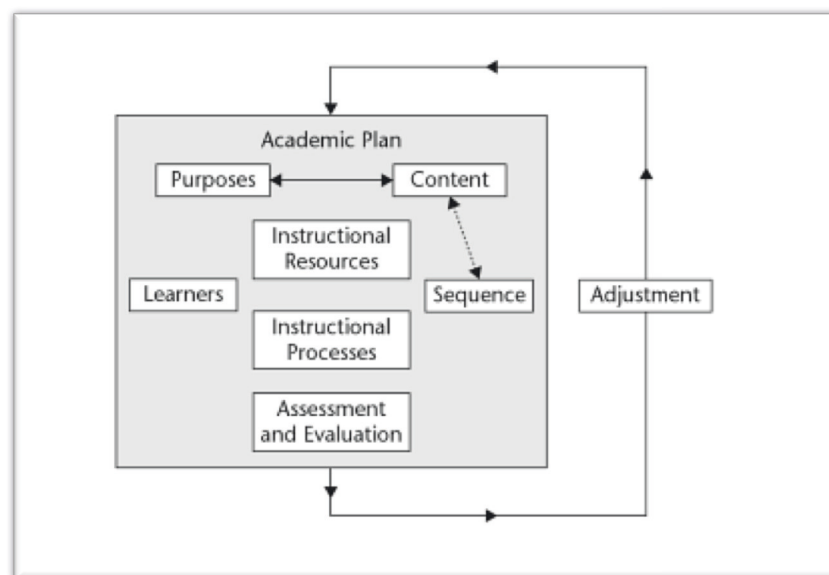 Academic Plan
Purposes
Content
Instructional
Resources
Learners
Sequence
Adjustment
Instructional
Processes
Assessment
and Evaluation